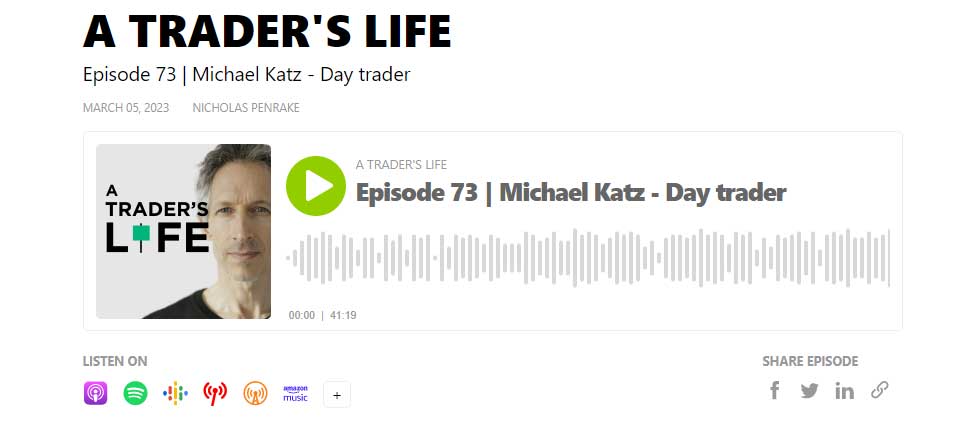 A TRADER'S LIFE
Episode 73 | Michael Katz - Day trader
MARCH 05, 2023 NICHOLAS PENRAKE
A
TRADER'S
LIFE
A TRADER'S LIFE
Episode 73 | Michael Katz - Day trader
00:00 | 41:19
LISTEN ON
SHARE EPISODE
amazon
music
+